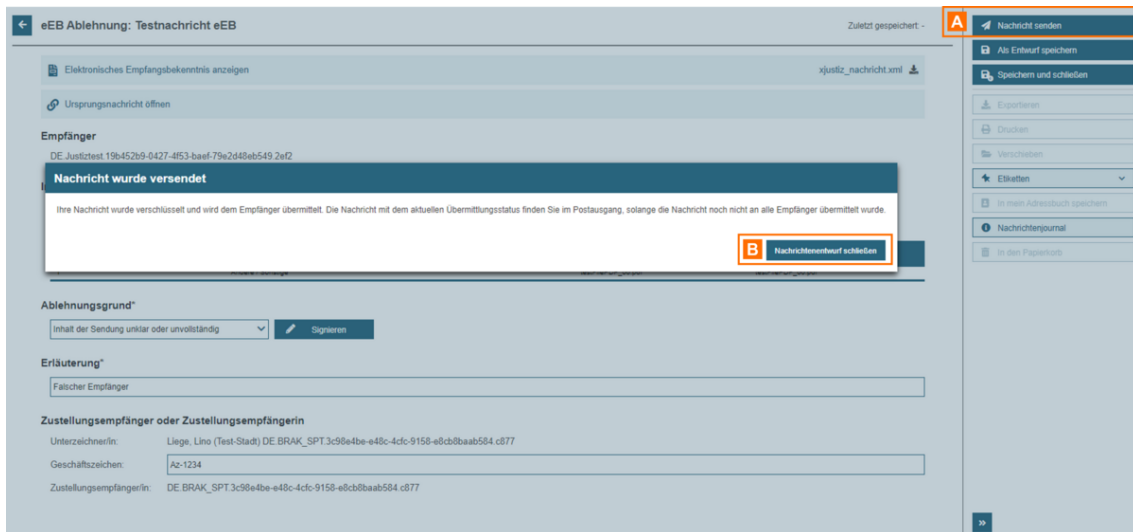 eEB Ablehnung: Testnachricht eEB
Zuletzt gespeichert: -
Elektronisches Empfangsbekenntnis anzeigen
xjustiz_nachricht.xml
Ursprungsnachricht öffnen
Empfänger
DE.Justiztest.19b452b9-0427-4f53-baef-79e2d48eb549.2ef2
Nachricht wurde versendet
Ihre Nachricht wurde verschlüsselt und wird dem Empfänger übermittelt. Die Nachricht mit dem aktuellen Übermittlungsstatus finden Sie im Postausgang, solange die Nachricht noch nicht an alle Empfänger übermittelt wurde.
B
Nachrichtenentwurf schließen
Ablehnungsgrund*
Inhalt der Sendung unklar oder unvollständig
Signieren
Erläuterung*
Falscher Empfänger
Zustellungsempfänger oder Zustellungsempfängerin
Unterzeichner/in: Liege, Lino (Test-Stadt) DE.BRAK_SPT.3c98e4be-e48c-4cfc-9158-e8cb8baab584.c877
Geschäftszeichen: Az-1234
Zustellungsempfänger/in: DE.BRAK_SPT.3c98e4be-e48c-4cfc-9158-e8cb8baab584.c877
A
Nachricht senden
Als Entwurf speichern
Speichern und schließen
Exportieren
Drucken
Verschieben
Etiketten
In mein Adressbuch speichern
Nachrichtenjournal
In den Papierkorb